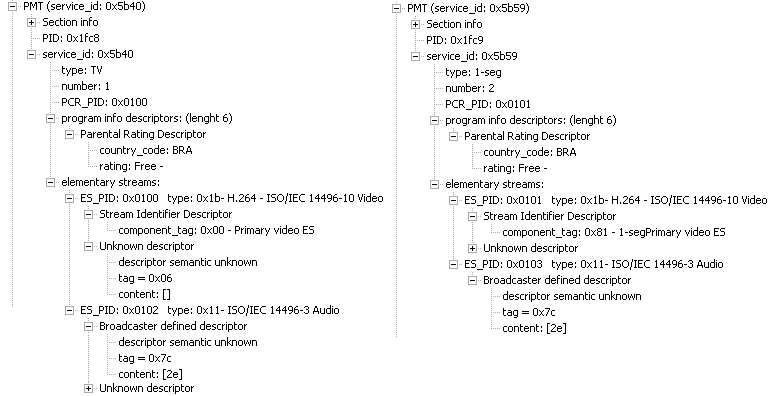 PMT (service_id: 0x5b40)
Section info
PID: 0x1fc8
service_id: 0x5b40
type: TV
number: 1
PCR_PID: 0x0100
program info descriptors: (lenght 6)
Parental Rating Descriptor
country_code: BRA
rating: Free -
elementary streams:
ES_PID: 0x0100 type: 0x1b- H.264 - ISO/IEC 14496-10 Video
Stream Identifier Descriptor
component_tag: 0x00 - Primary video ES
Unknown descriptor
descriptor semantic unknown
tag = 0x06
content: []
ES_PID: 0x0102 type: 0x11- ISO/IEC 14496-3 Audio
Broadcaster defined descriptor
descriptor semantic unknown
tag = 0x7c
content: [2e]
Unknown descriptor
PMT (service_id: 0x5b59)
Section info
PID: 0x1fc9
service_id: 0x5b59
type: 1-seg
number: 2
PCR_PID: 0x0101
program info descriptors: (lenght 6)
Parental Rating Descriptor
country_code: BRA
rating: Free -
elementary streams:
ES_PID: 0x0101 type: 0x1b- H.264 - ISO/IEC 14496-10 Video
Stream Identifier Descriptor
component_tag: 0x81 - 1-segPrimary video ES
Unknown descriptor
ES_PID: 0x0103 type: 0x11- ISO/IEC 14496-3 Audio
Broadcaster defined descriptor
descriptor semantic unknown
tag = 0x7c
content: [2e]